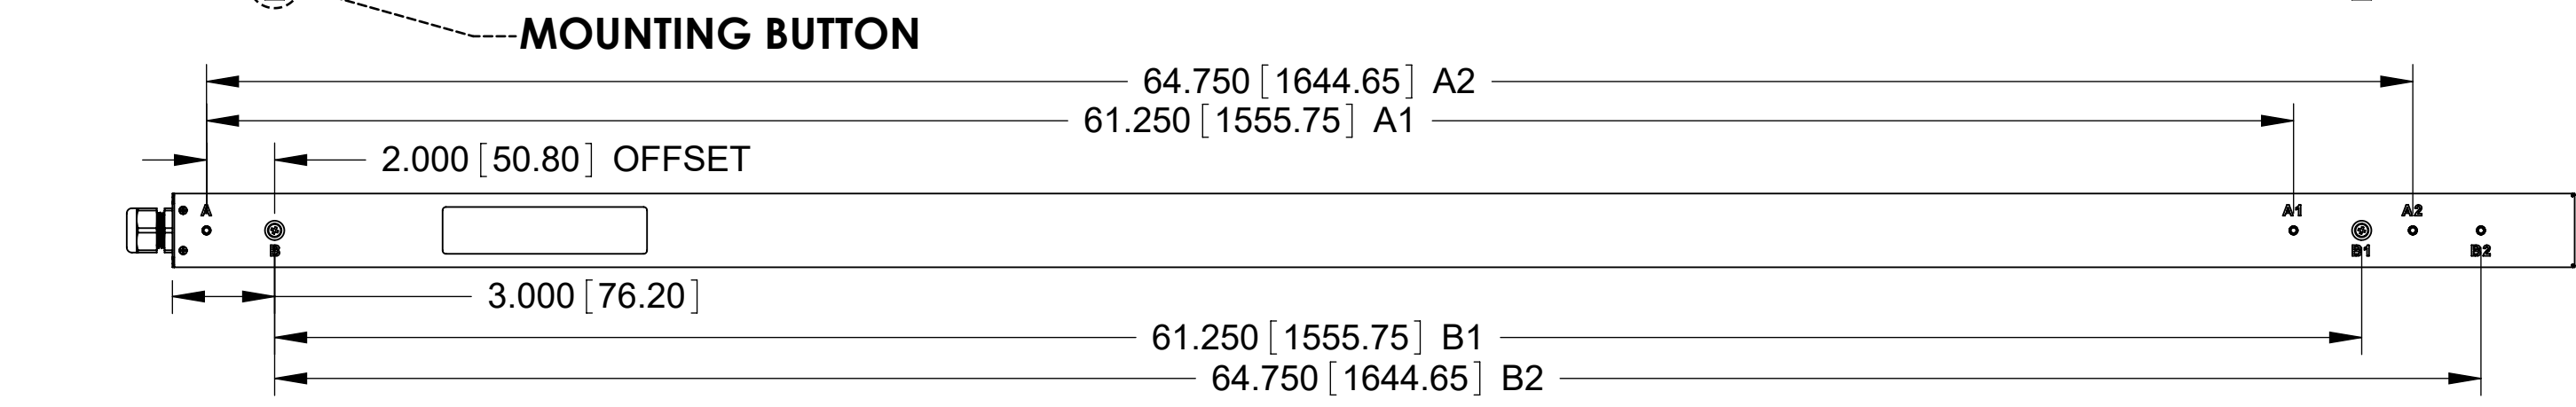 MOUNTING BUTTON
64.750 [1644.65] A2
61.250 [1555.75] A1
2.000 [50.80] OFFSET
A A1 A2
B B1 B2
3.000 [76.20]
61.250 [1555.75] B1
64.750 [1644.65] B2